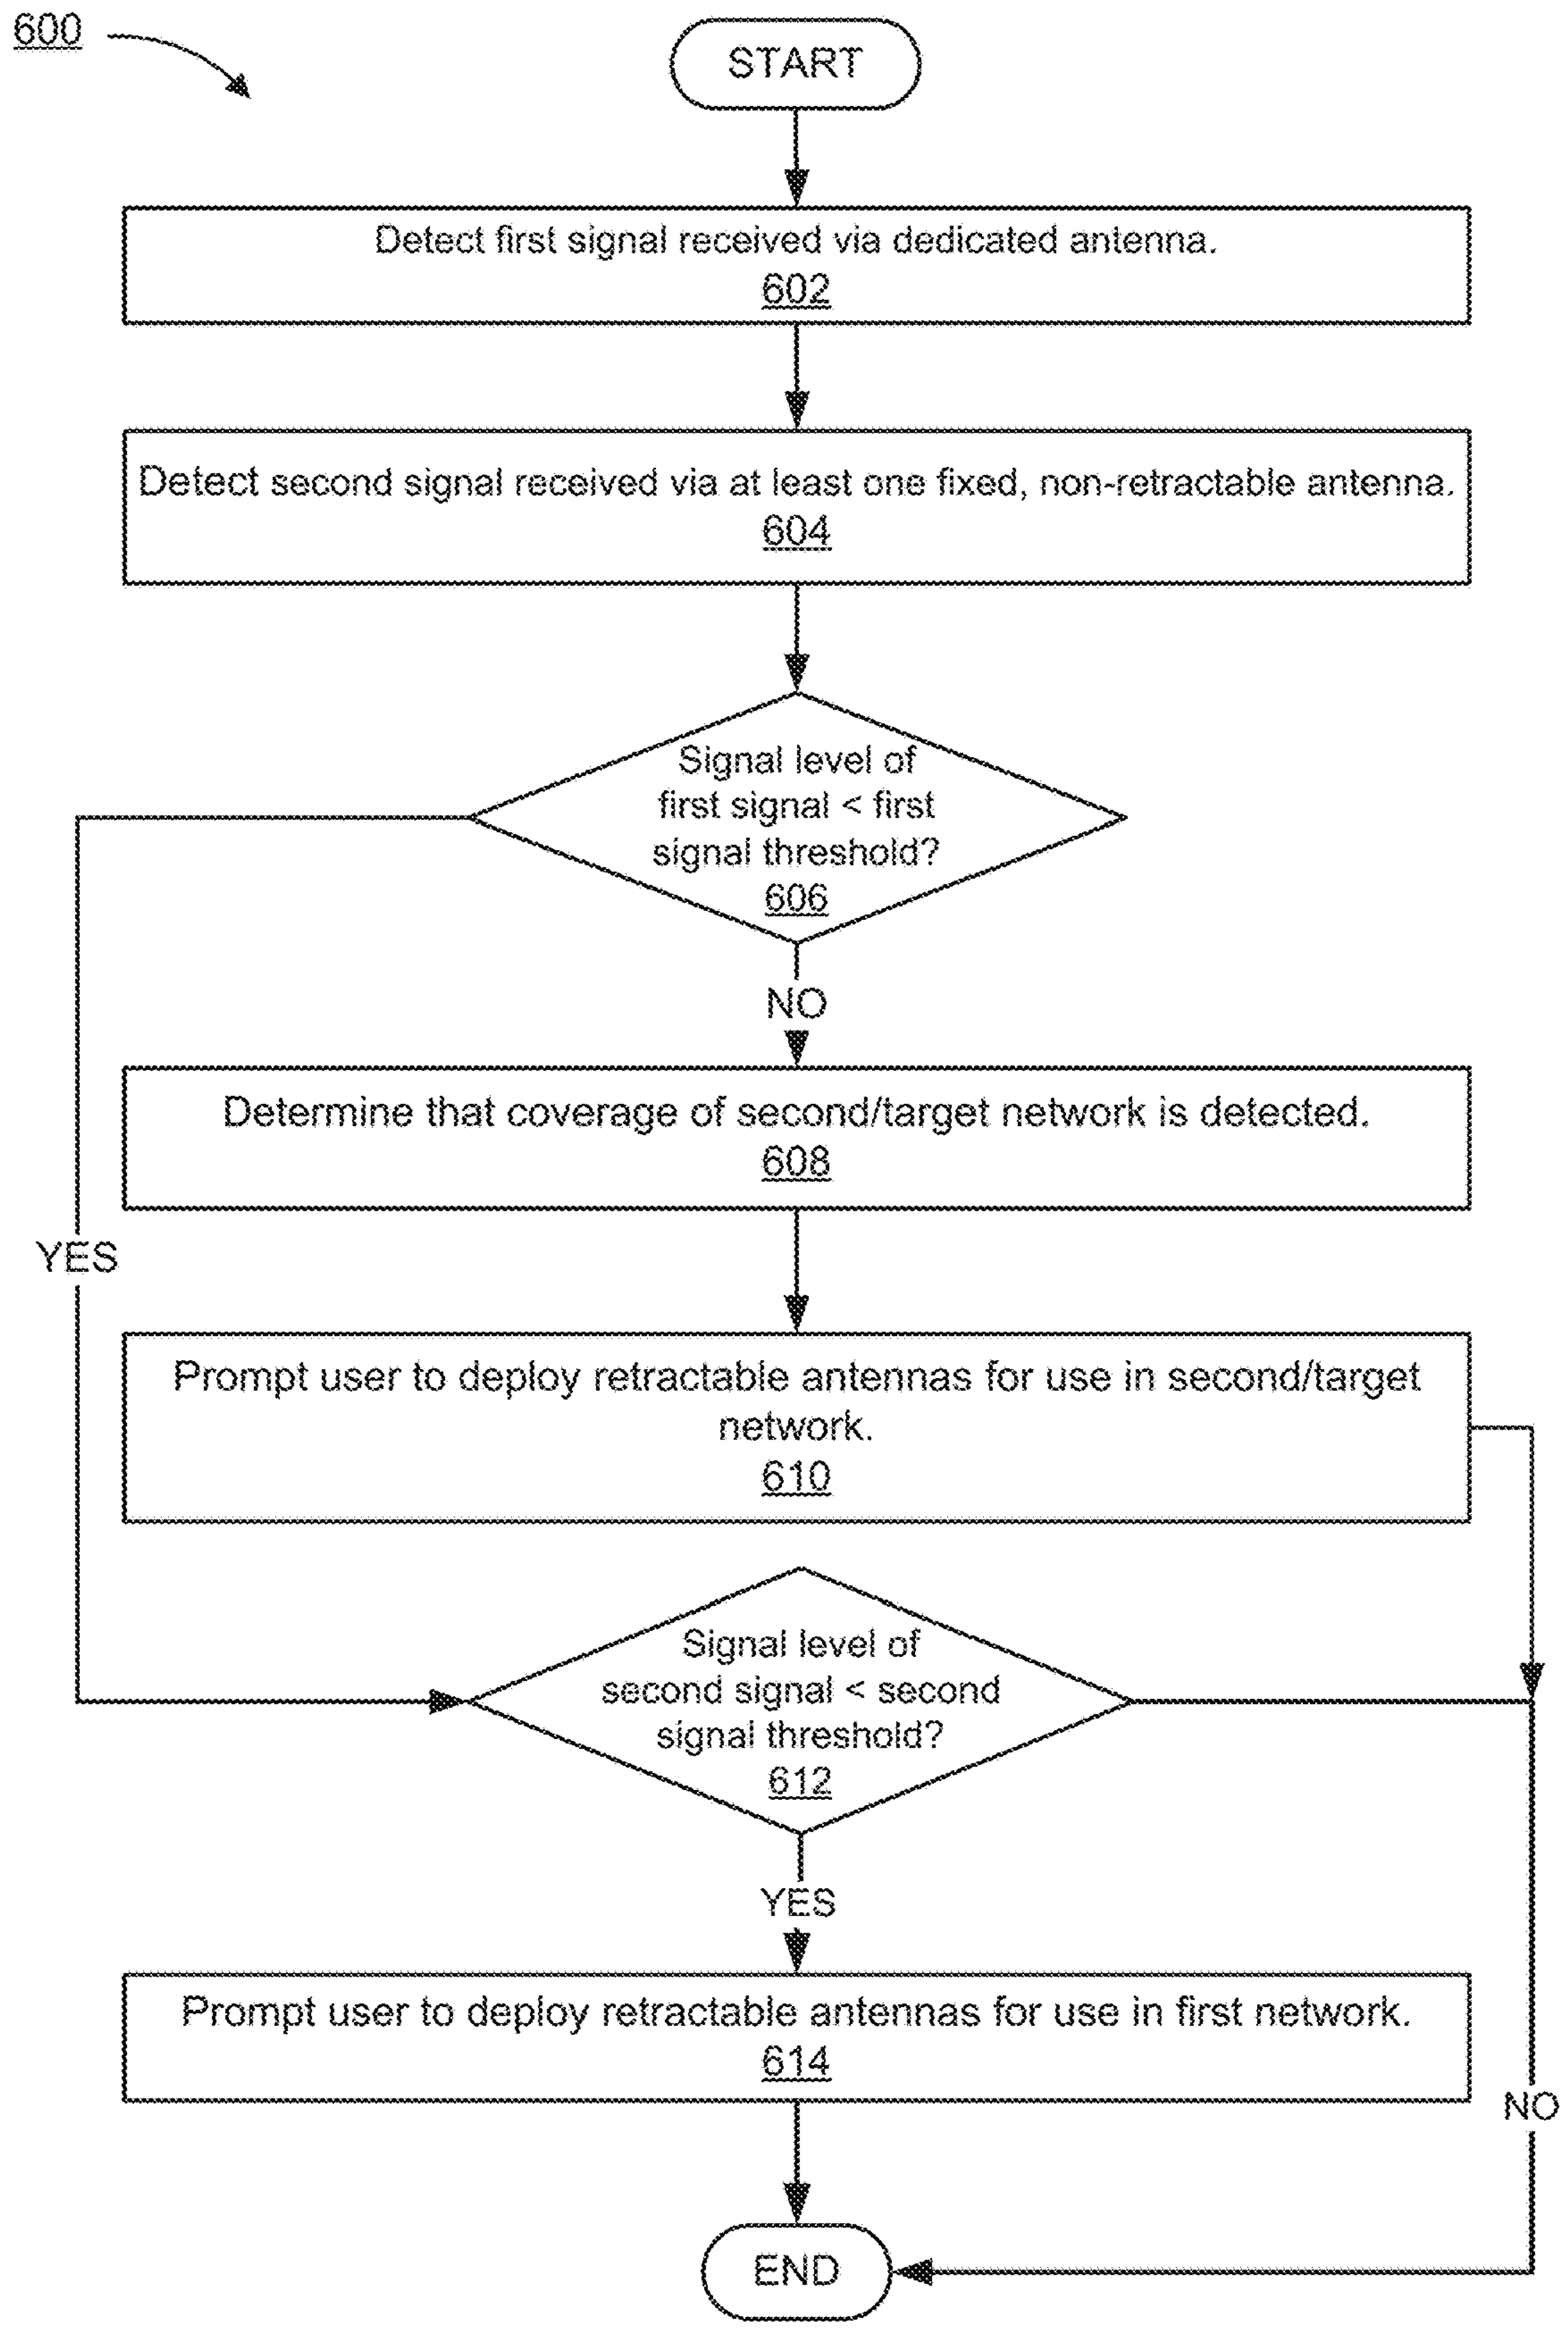 600
START
Detect first signal received via dedicated antenna.
602
Detect second signal received via at least one fixed, non-retractable antenna.
604
Signal level of
first signal < first
signal threshold?
606
NO
Determine that coverage of second/target network is detected.
608
YES
Prompt user to deploy retractable antennas for use in second/target
network.
610
Signal level of
second signal < second
signal threshold?
612
YES
Prompt user to deploy retractable antennas for use in first network.
614
NO
END